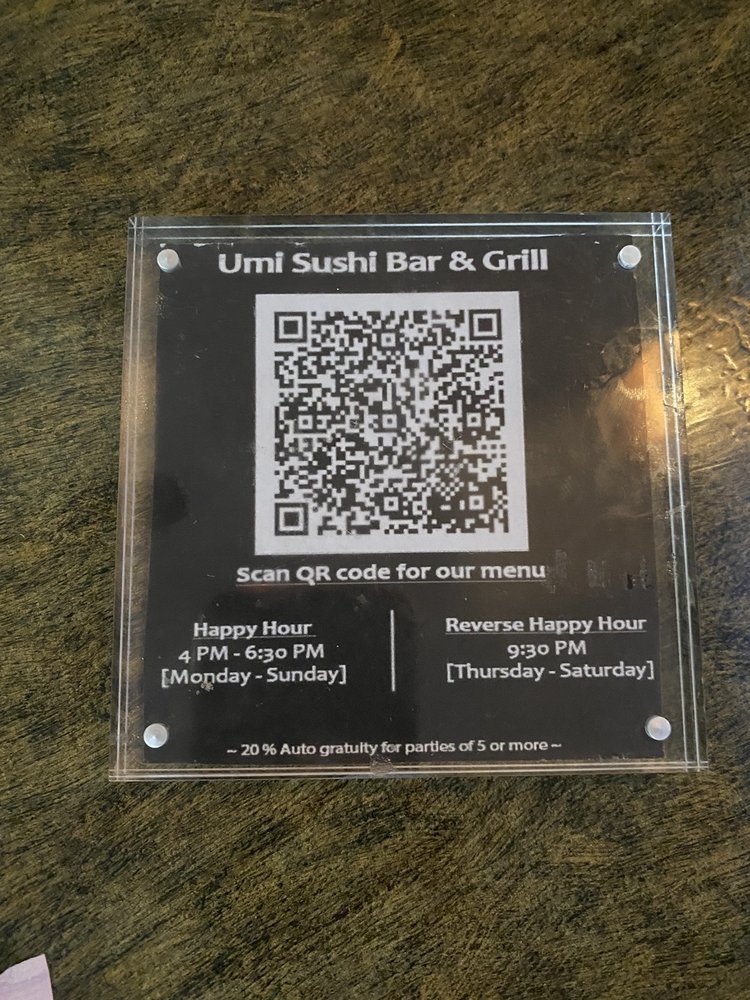 Umi Sushi Bar & Grill
Scan QR code for our menu
Happy Hour
4 PM - 6:30 PM
[Monday - Sunday]
Reverse Happy Hour
9:30 PM
[Thursday - Saturday]
~ 20 % Auto gratuity for parties of 5 or more ~